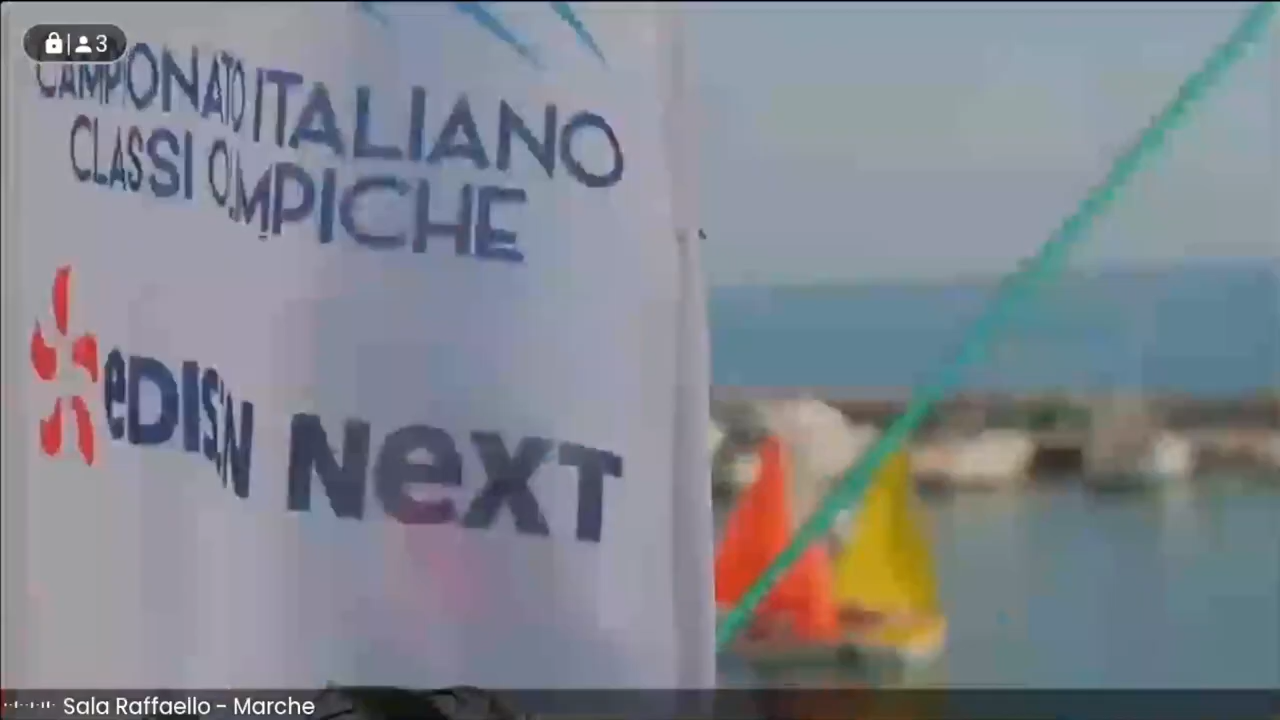 3
CAMPIONATO ITALIANO
CLASSI OLIMPICHE
eDISON NeXT
Sala Raffaello - Marche